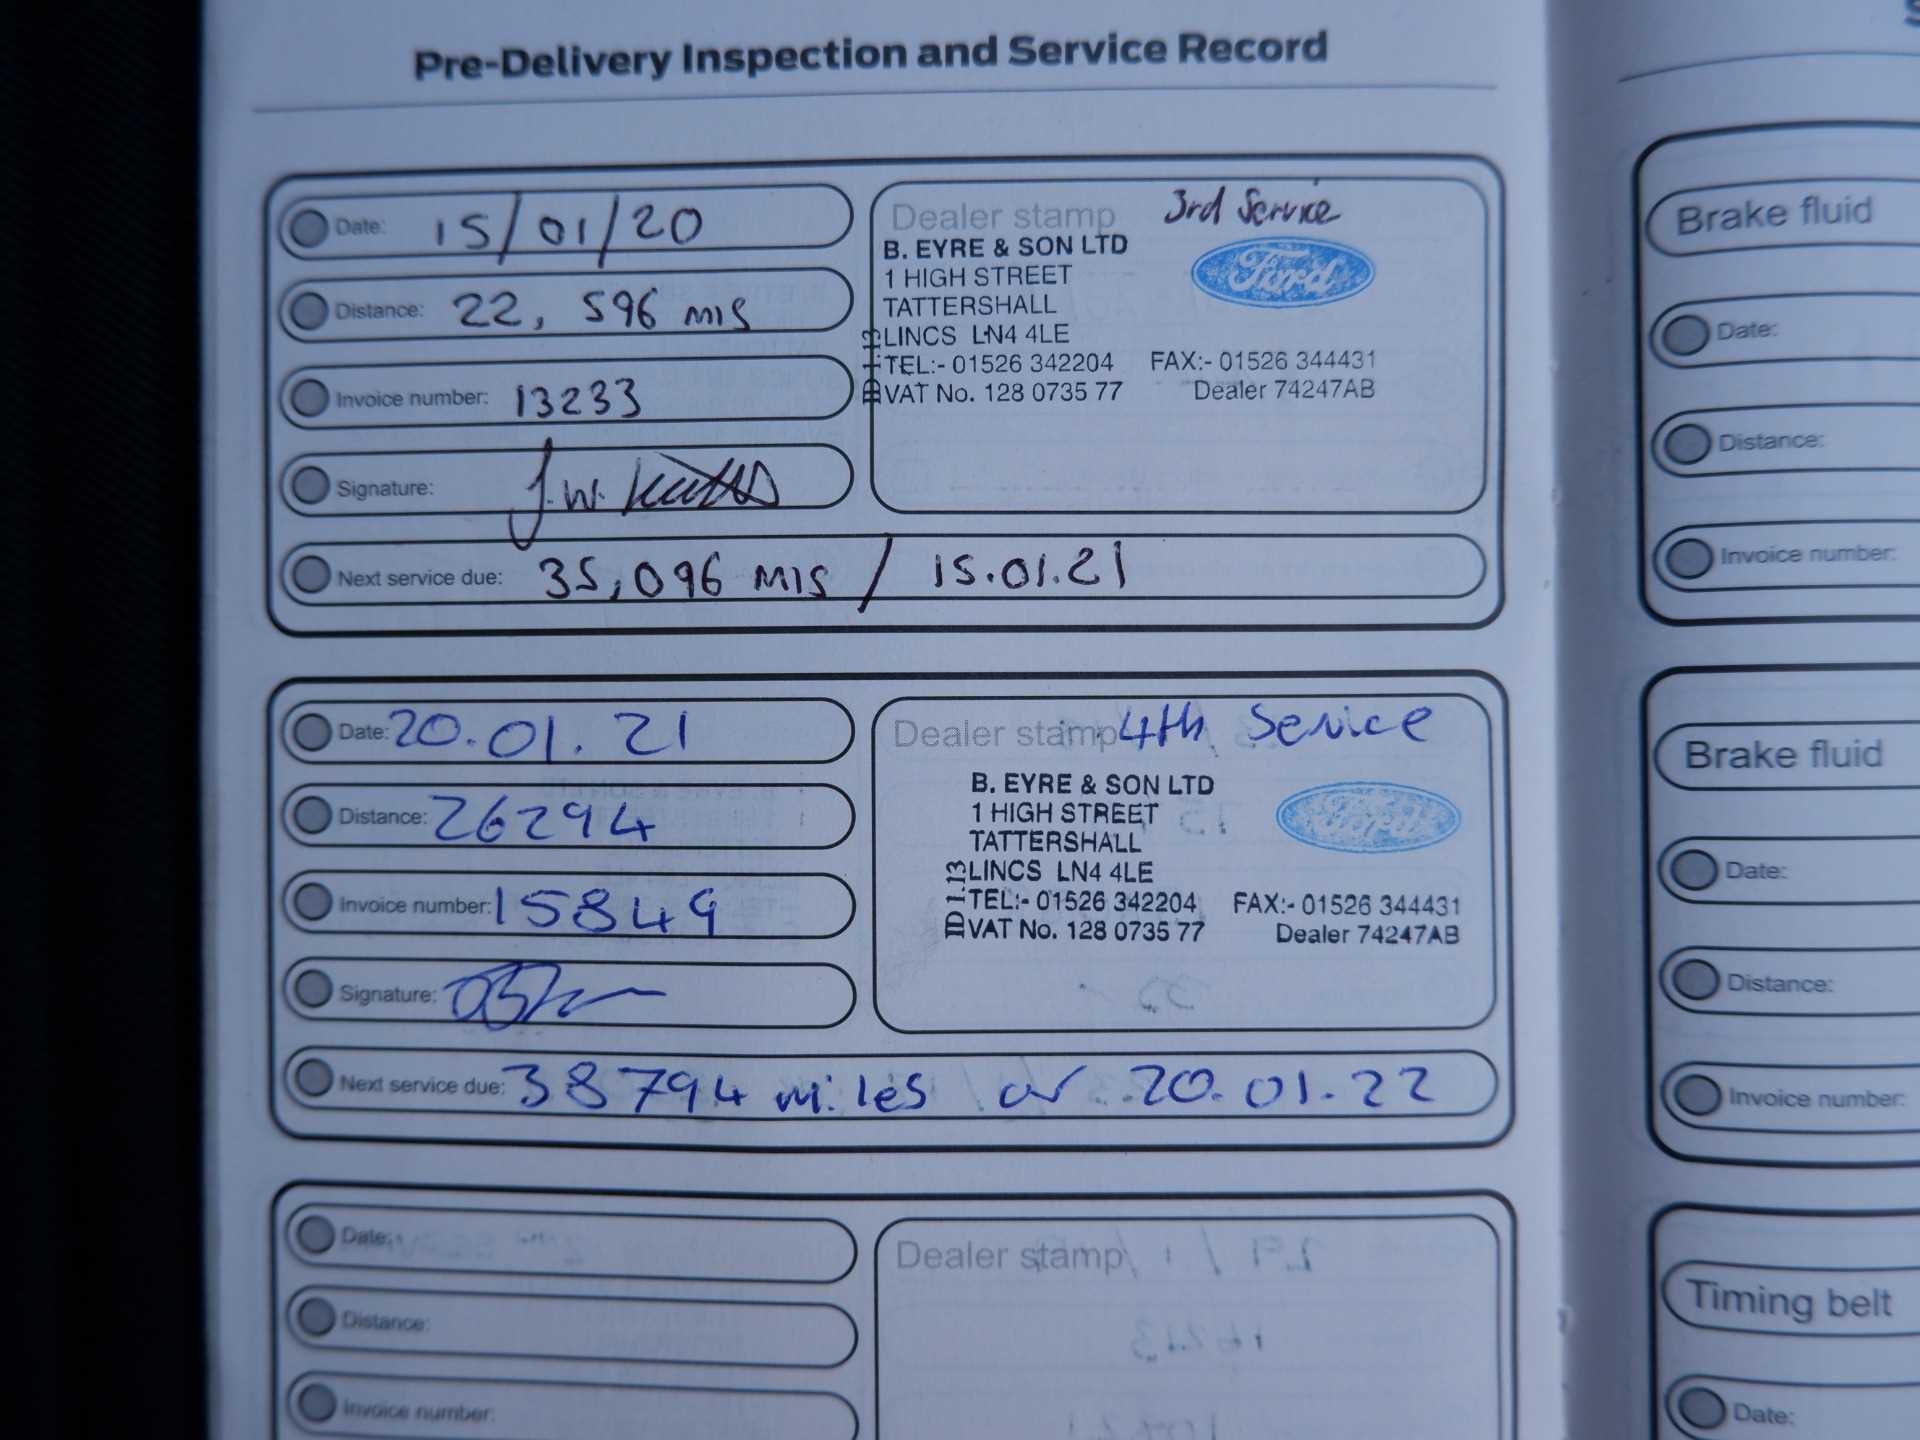 Pre-Delivery Inspection and Service Record
Date: 15/01/20
Distance: 22, 596 MIS
Invoice number: 13233
Signature: J.W.
Next service due: 35,096 MIS / 15.01.21
Dealer stamp 3rd Service
B. EYRE & SON LTD
Ford
1 HIGH STREET
TATTERSHALL
LINCS LN4 4LE
TEL:- 01526 342204 FAX:- 01526 344431
VAT No. 128 0735 77 Dealer 74247AB
Date: 20.01.21
Distance: 26294
Invoice number: 15849
Signature:
Next service due: 38794 miles or 20.01.22
Dealer stamp 4th Service
B. EYRE & SON LTD
Ford
1 HIGH STREET
TATTERSHALL
LINCS LN4 4LE
TEL:- 01526 342204 FAX:- 01526 344431
VAT No. 128 0735 77 Dealer 74247AB
Date:
Distance:
Invoice number:
Dealer stamp
Brake fluid
Date:
Distance:
Invoice number:
Brake fluid
Date:
Distance:
Invoice number:
Timing belt
Date: